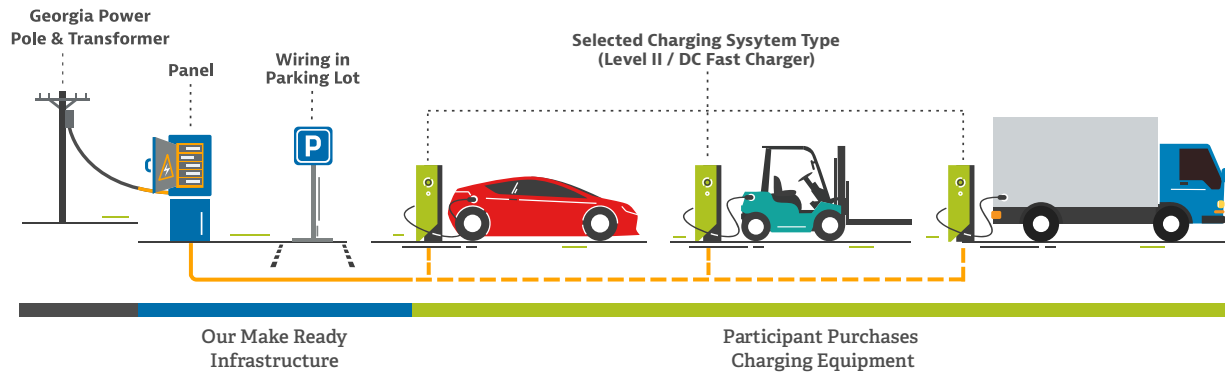 Georgia Power
Pole & Transformer
Panel
Wiring in
Parking Lot
P
Selected Charging Sysytem Type
(Level II / DC Fast Charger)
Our Make Ready
Infrastructure
Participant Purchases
Charging Equipment